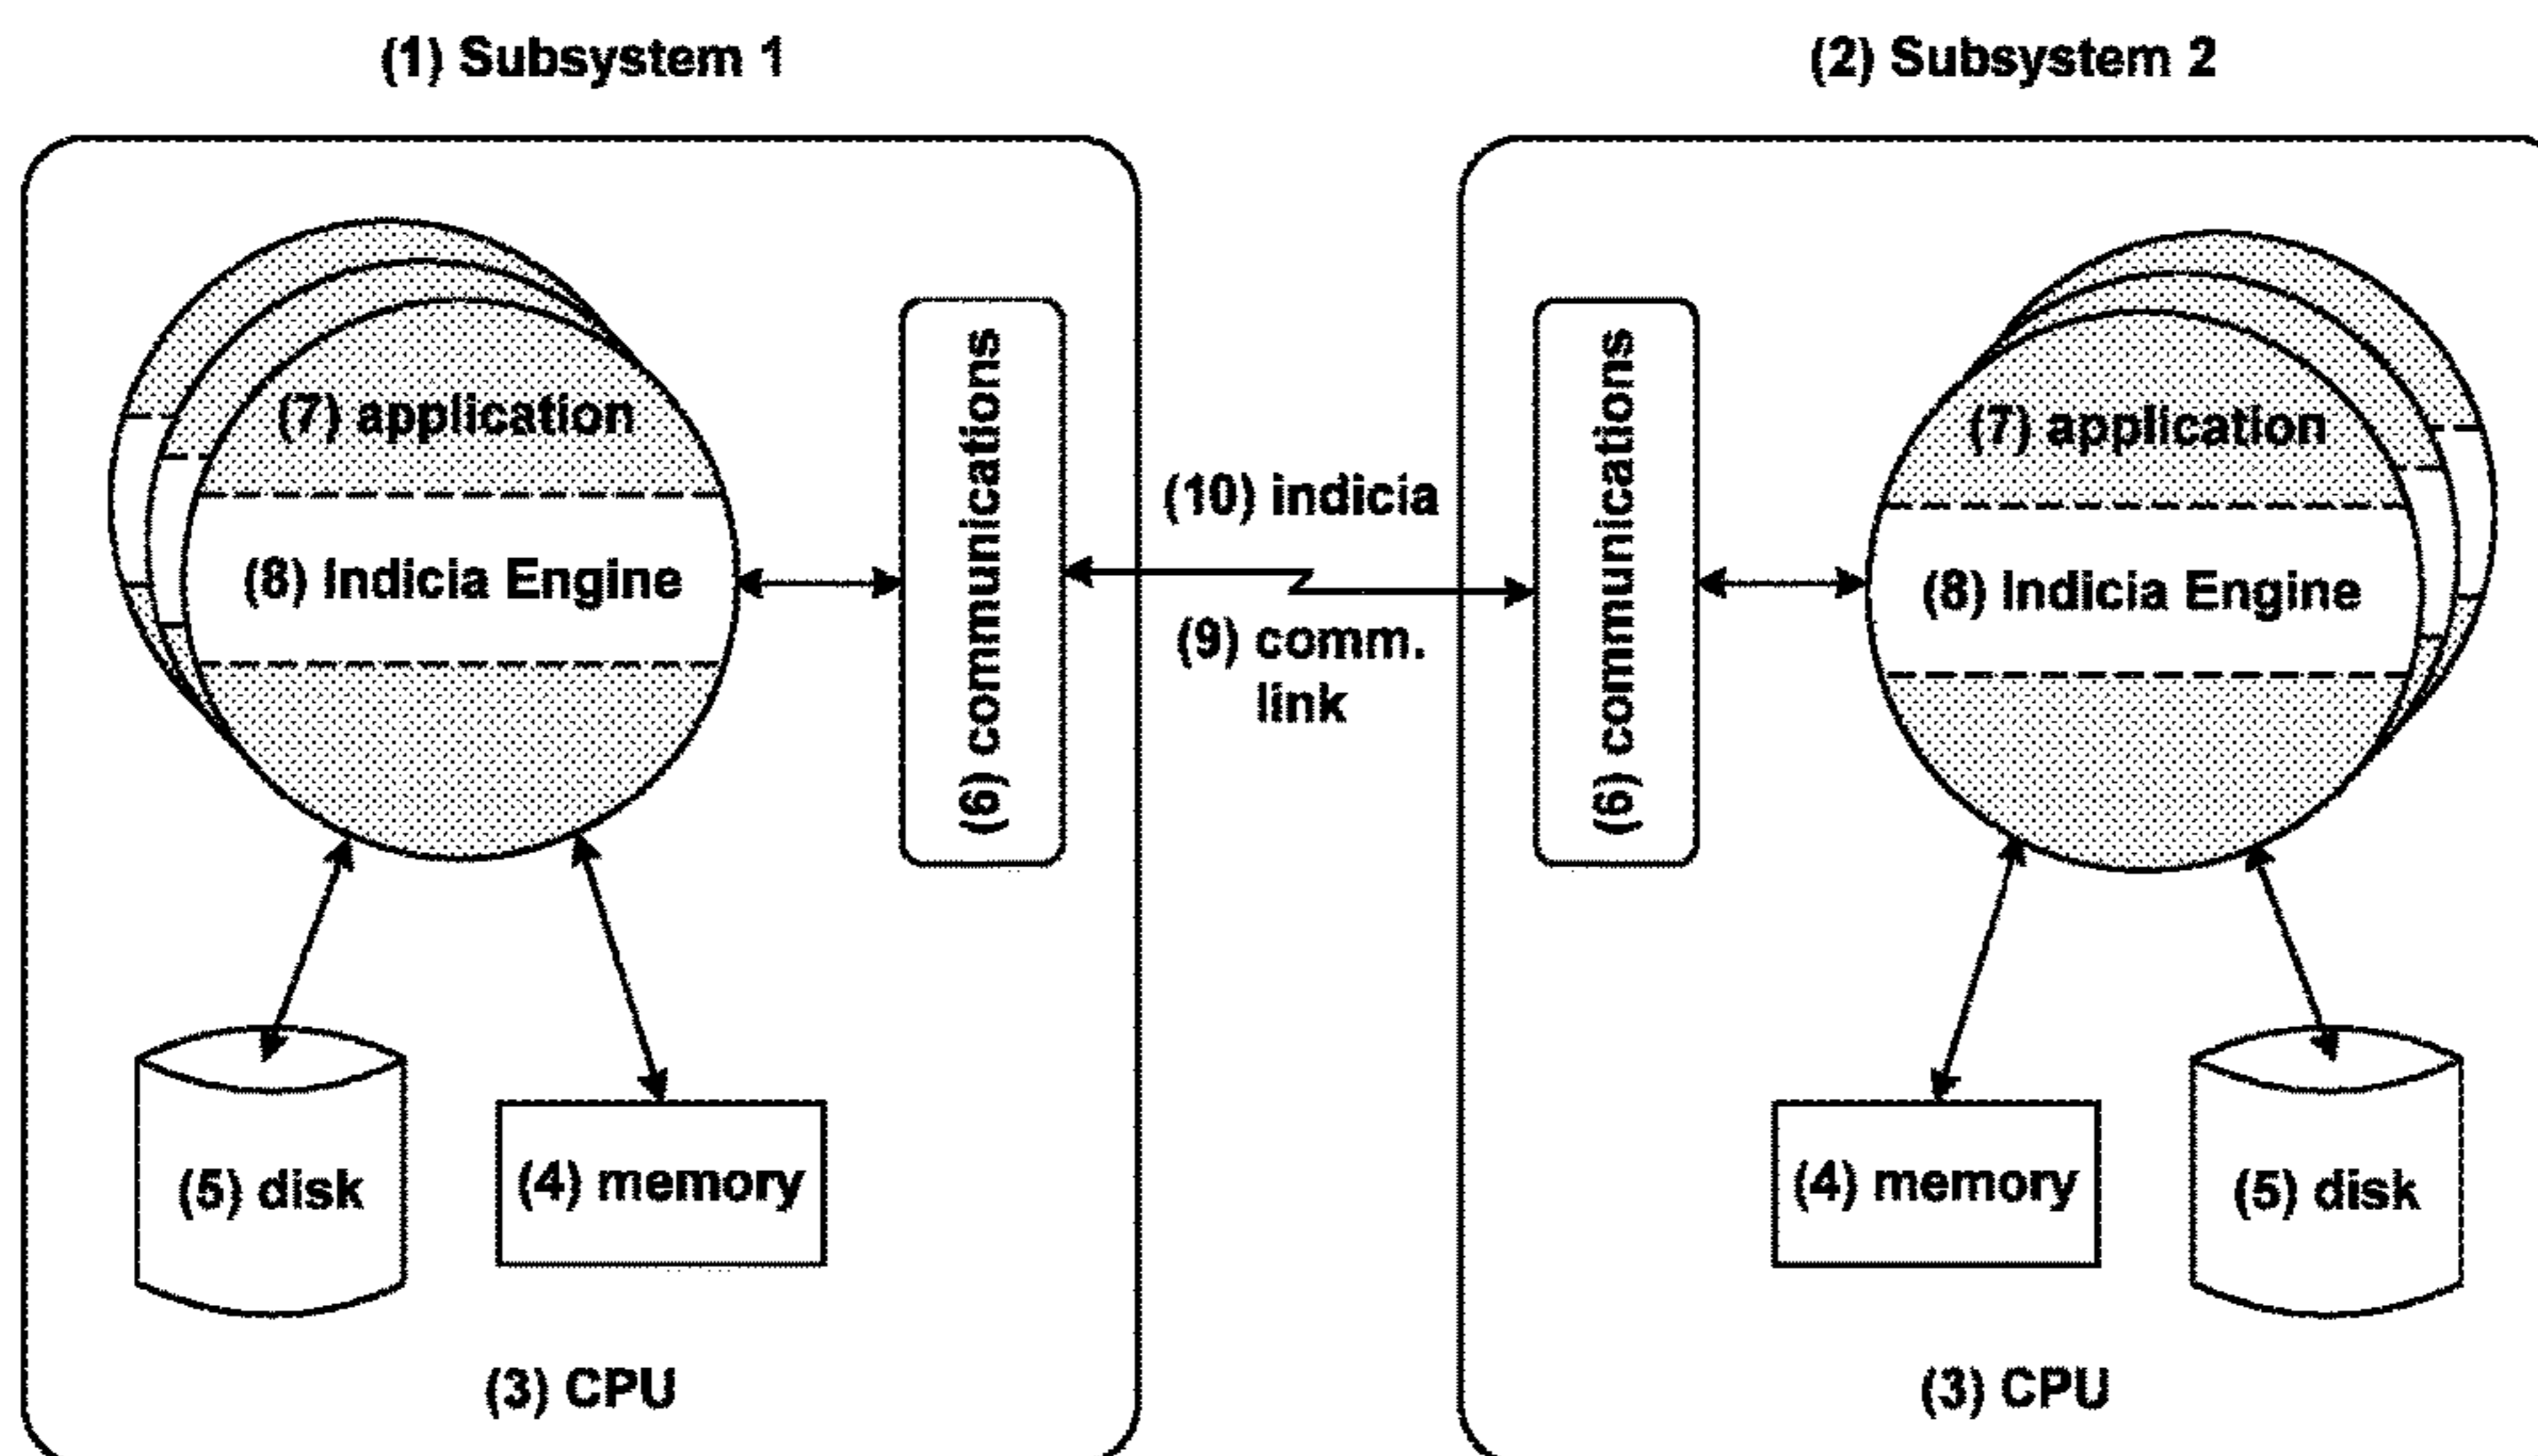 (1) Subsystem 1
(2) Subsystem 2
(7) application
(8) Indicia Engine
(6) communications
(5) disk
(4) memory
(3) CPU
(10) indicia
(9) comm.
link
(6) communications
(7) application
(8) Indicia Engine
(4) memory
(5) disk
(3) CPU